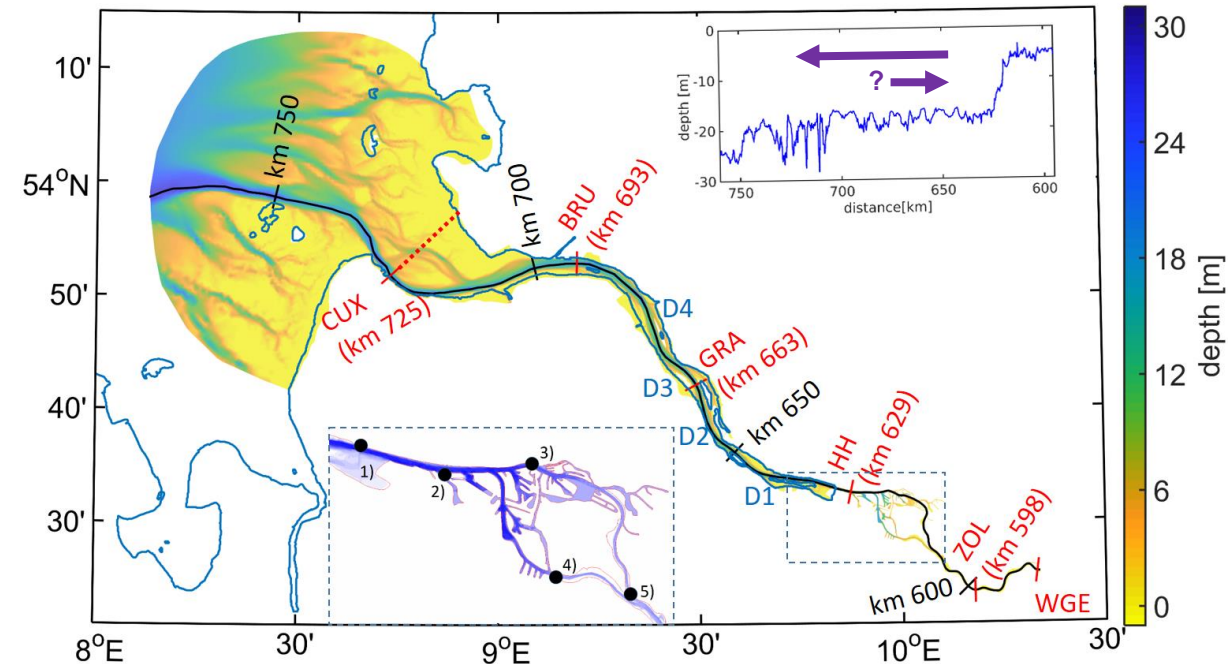 10'
54°N
50'
40'
30'
8°E
30'
9°E
30'
10°E
30'
km 750
km 700
BRU
(km 693)
CUX
(km 725)
D4
GRA
(km 663)
D3
D2
km 650
D1
HH
(km 629)
ZOL
(km 598)
km 600
WGE
1)
2)
3)
4)
5)
0
-10
-20
-30
depth [m]
?
750
700
650
600
distance[km]
30
24
18
12
6
0
depth [m]